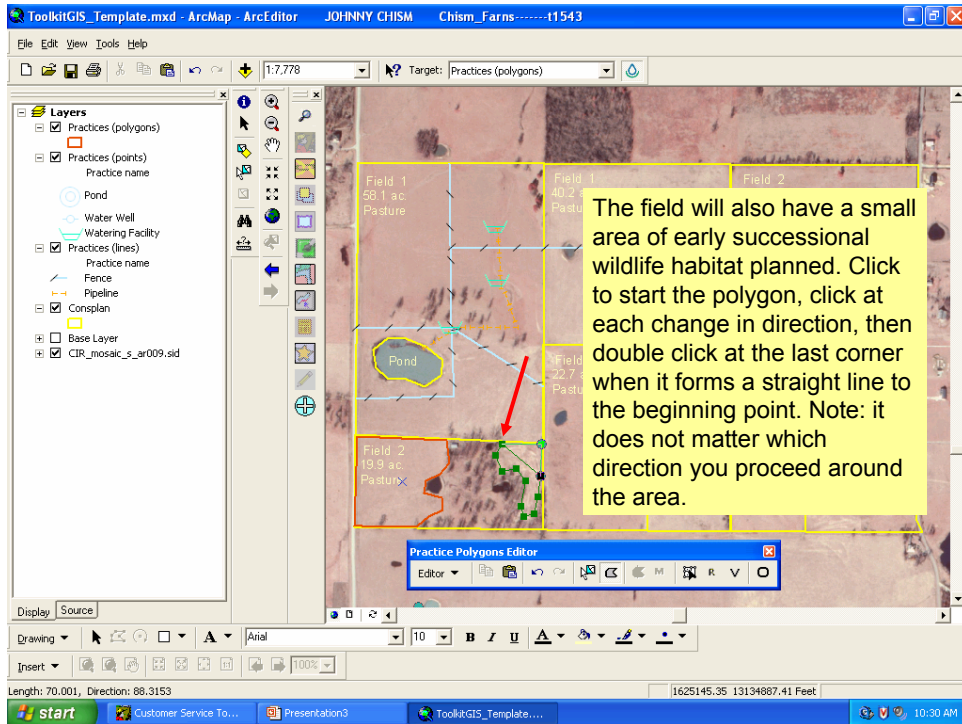 ToolkitGIS_Template.mxd - ArcMap - ArcEditor JOHNNY CHISM Chism_Farns-------t1543
File Edit View Tools Help
1:7,778 Target: Practices (polygons)
Layers
Practices (polygons)
Practices (points)
Practice name
Pond
Water Well
Watering Facility
Practices (lines)
Practice name
Fence
Pipeline
Consplan
Base Layer
CIR_mosaic_s_ar009.sid
Field 1
58.1 ac.
Pasture
Field 1
40.2
Field 2
Pond
22.7
Field 2
19.9 ac.
Pasture
The field will also have a small
area of early successional
wildlife habitat planned. Click
to start the polygon, click at
each change in direction, then
double click at the last corner
when it forms a straight line to
the beginning point. Note: it
does not matter which
direction you proceed around
the area.
Practice Polygons Editor
Editor M R V
Display Source
Drawing A Arial 10 B I U A
Insert 100%
Length: 70.001, Direction: 88.3153 1625145.35 13134887.41 Feet
start Customer Service To... Presentation3 ToolkitGIS_Template.... 10:30 AM